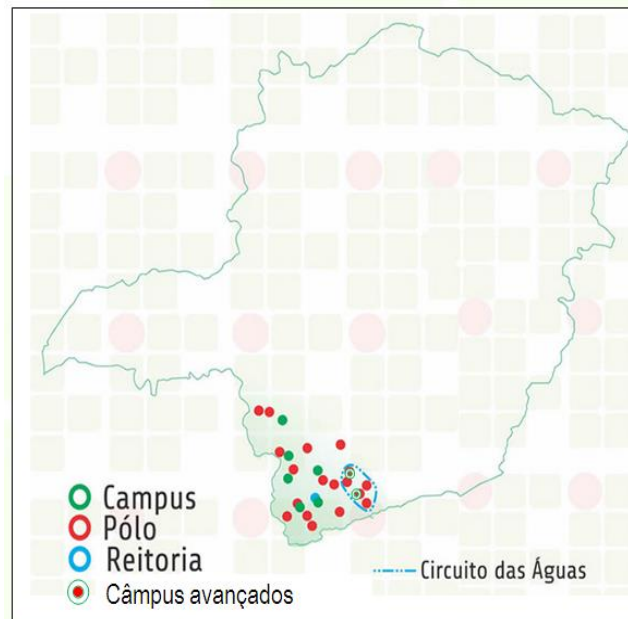 Campus
Pólo
Reitoria
Câmpus avançados
Circuito das Águas